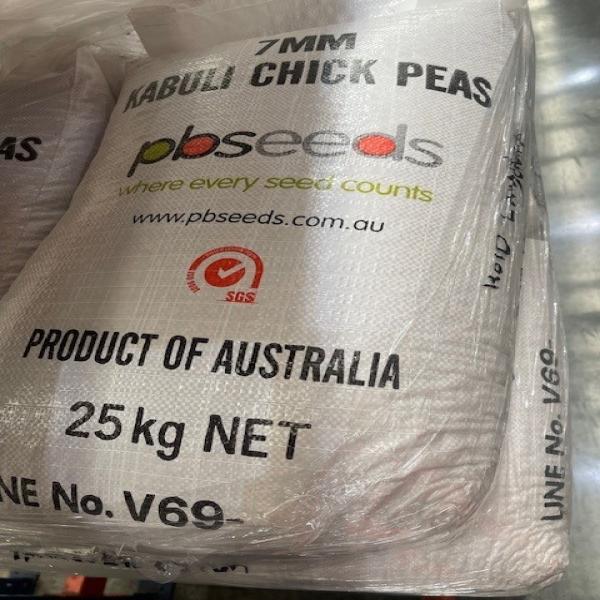 7MM
KABULI CHICK PEAS
AS
pbseeds
where every seed counts
www.pbseeds.com.au
SGS
PRODUCT OF AUSTRALIA
25kg NET
NE No. V69-
HOLD
LINE No. V69-